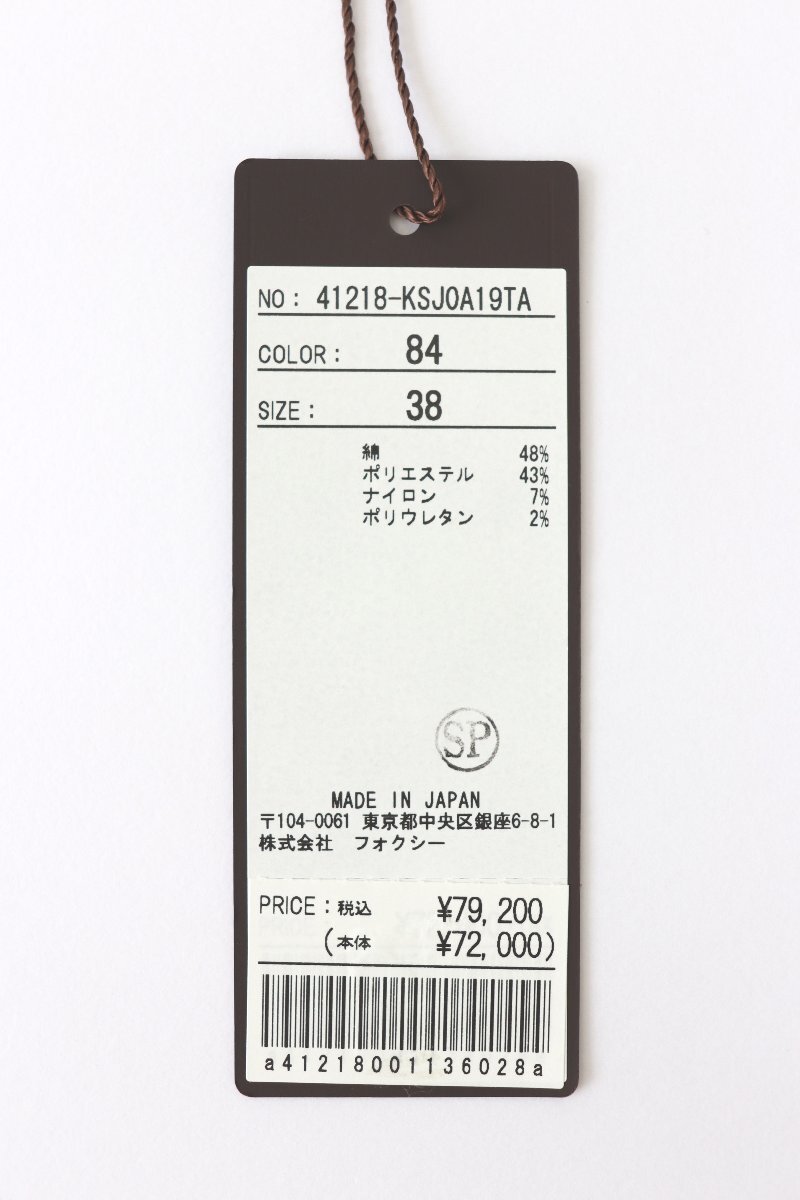 NO: 41218-KSJOA19TA
COLOR: 84
SIZE: 38
綿 48%
ポリエステル 43%
ナイロン 7%
ポリウレタン 2%
SP
MADE IN JAPAN
〒104-0061 東京都中央区銀座6-8-1
株式会社 フォクシー
PRICE:税込 ¥79,200
(本体 ¥72,000)
a41218001136028a